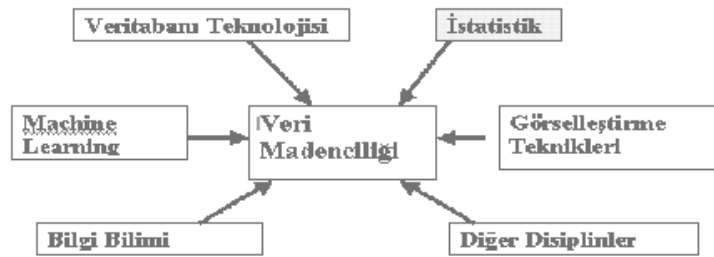 Veritabanı Teknolojisi
İstatistik
Machine
Learning
Veri
Madenciliği
Görselleştirme
Teknikleri
Bilgi Bilimi
Diğer Disiplinler